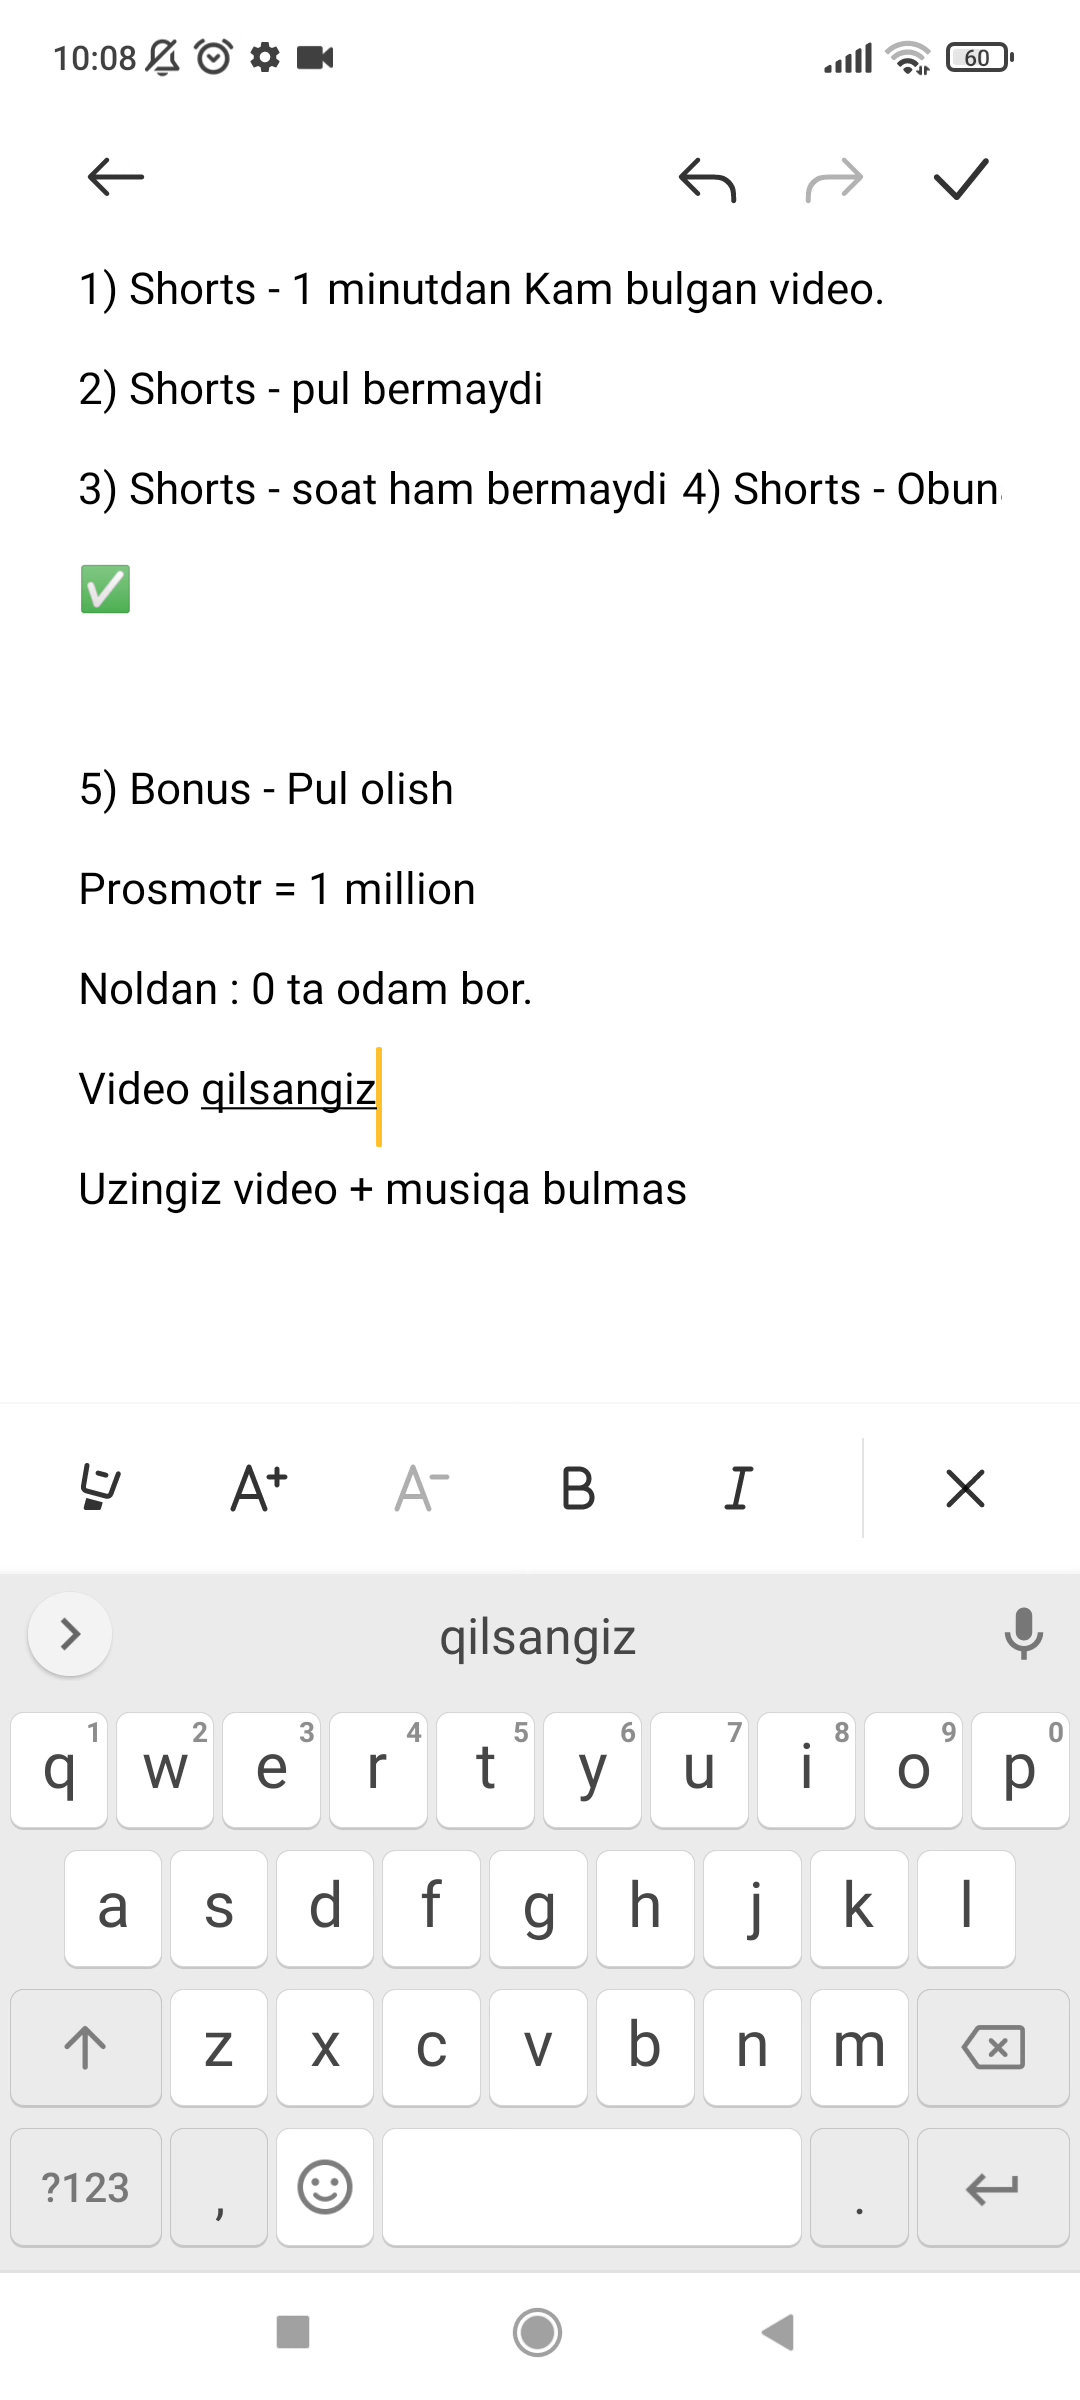 10:08
60
1) Shorts - 1 minutdan Kam bulgan video.
2) Shorts - pul bermaydi
3) Shorts - soat ham bermaydi 4) Shorts - Obun
✅
5) Bonus - Pul olish
Prosmotr = 1 million
Noldan : 0 ta odam bor.
Video qilsangiz
Uzingiz video + musiqa bulmas
A+ A- B I
qilsangiz
1 2 3 4 5 6 7 8 9 0
q w e r t y u i o p
a s d f g h j k l
z x c v b n m
?123 , .